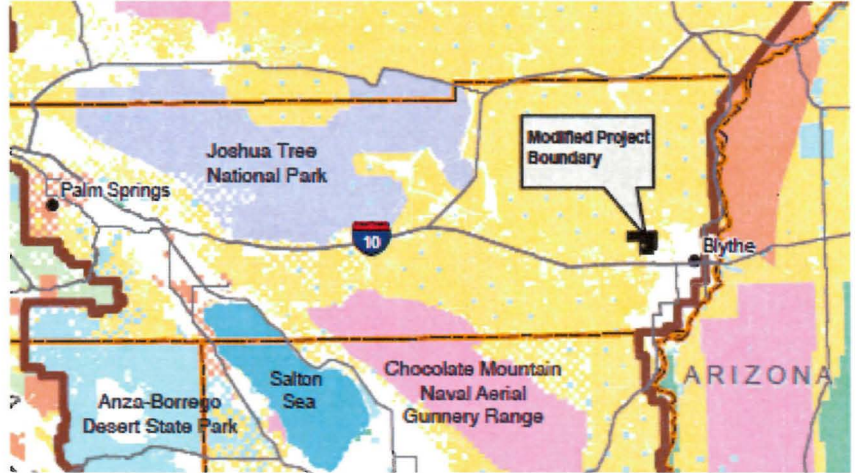 Modified Project
Boundary
Joshua Tree
National Park
Palm Springs
10
Blythe
Chocolate Mountain
Naval Aerial
Gunnery Range
ARIZONA
Salton
Sea
Anza-Borrego
Desert State Park